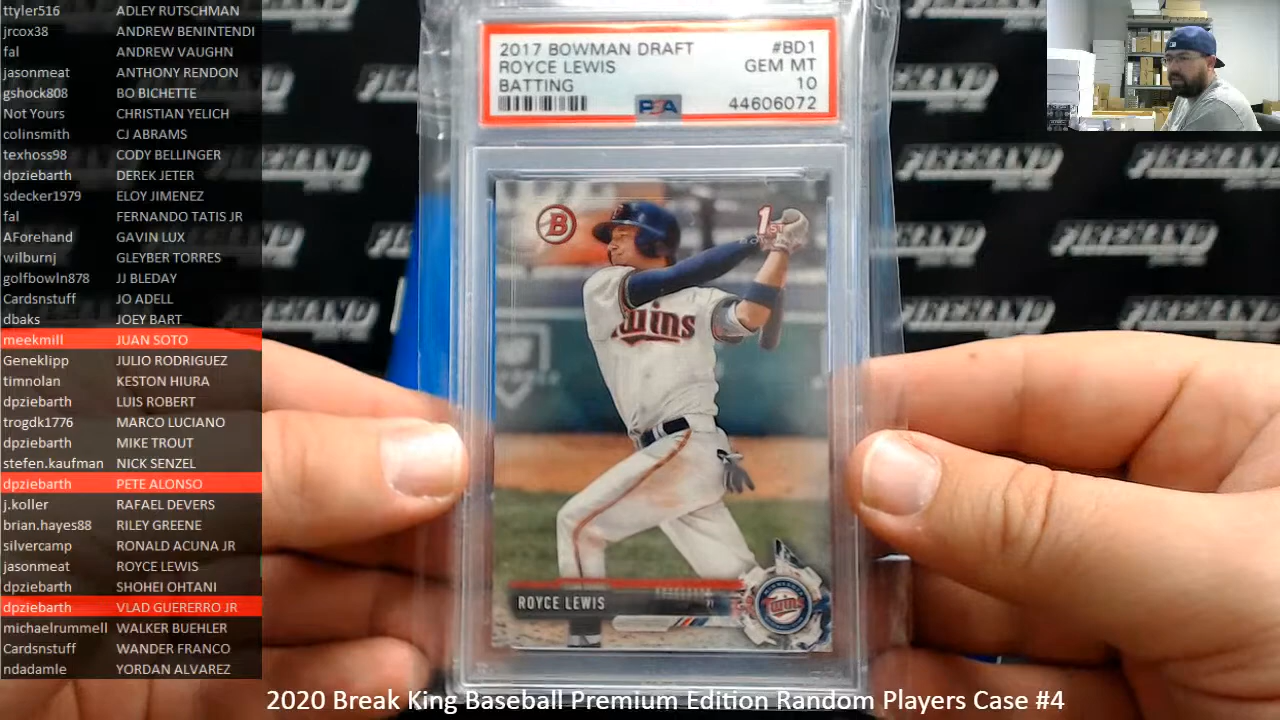 ttyler516 ADLEY RUTSCHMAN
jrcox38 ANDREW BENINTENDI
fal ANDREW VAUGHN
jasonmeat ANTHONY RENDON
gshock808 BO BICHETTE
Not Yours CHRISTIAN YELICH
colinsmith CJ ABRAMS
texhoss98 CODY BELLINGER
dpziebarth DEREK JETER
sdecker1979 ELOY JIMENEZ
fal FERNANDO TATIS JR
AForehand GAVIN LUX
wilburnj GLEYBER TORRES
golfbowln878 JJ BLEDAY
Cardsnstuff JO ADELL
dbaks JOEY BART
meekmill JUAN SOTO
Geneklipp JULIO RODRIGUEZ
timnolan KESTON HIURA
dpziebarth LUIS ROBERT
trogdk1776 MARCO LUCIANO
dpziebarth MIKE TROUT
stefen.kaufman NICK SENZEL
dpziebarth PETE ALONSO
j.koller RAFAEL DEVERS
brian.hayes88 RILEY GREENE
silvercamp RONALD ACUNA JR
jasonmeat ROYCE LEWIS
dpziebarth SHOHEI OHTANI
dpziebarth VLAD GUERERRO JR
michaelrummell WALKER BUEHLER
Cardsnstuff WANDER FRANCO
ndadamle YORDAN ALVAREZ
2017 BOWMAN DRAFT #BD1
ROYCE LEWIS GEM MT
BATTING 10
PSA 44606072
B
1ST
Twins
ROYCE LEWIS
Twins
FIREHAND
FIREHAND
FIREHAND
FIREHAND
2020 Break King Baseball Premium Edition Random Players Case #4